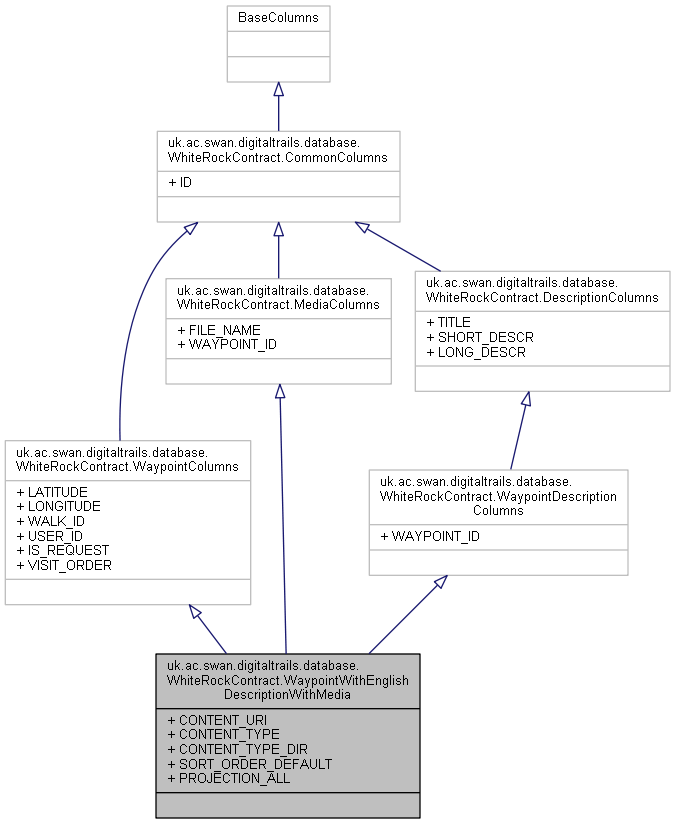 BaseColumns
uk.ac.swan.digitaltrails.database.
WhiteRockContract.CommonColumns
+ ID
uk.ac.swan.digitaltrails.database.
WhiteRockContract.MediaColumns
+ FILE_NAME
+ WAYPOINT_ID
uk.ac.swan.digitaltrails.database.
WhiteRockContract.DescriptionColumns
+ TITLE
+ SHORT_DESCR
+ LONG_DESCR
uk.ac.swan.digitaltrails.database.
WhiteRockContract.WaypointColumns
+ LATITUDE
+ LONGITUDE
+ WALK_ID
+ USER_ID
+ IS_REQUEST
+ VISIT_ORDER
uk.ac.swan.digitaltrails.database.
WhiteRockContract.WaypointDescription
Columns
+ WAYPOINT_ID
uk.ac.swan.digitaltrails.database.
WhiteRockContract.WaypointWithEnglish
DescriptionWithMedia
+ CONTENT_URI
+ CONTENT_TYPE
+ CONTENT_TYPE_DIR
+ SORT_ORDER_DEFAULT
+ PROJECTION_ALL